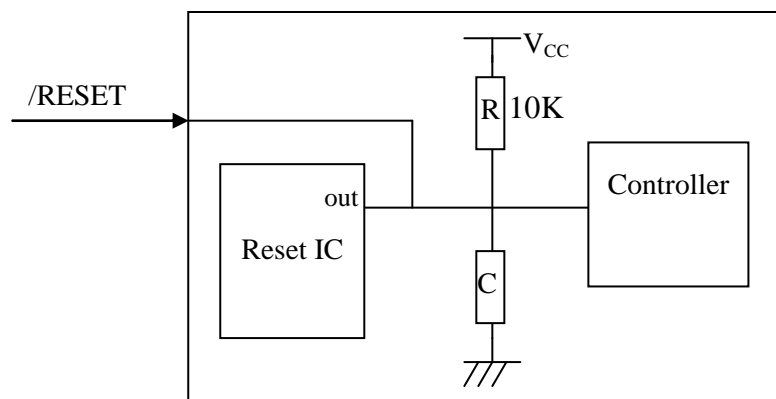 V_CC
/RESET
R 10K
Controller
out
Reset IC
C